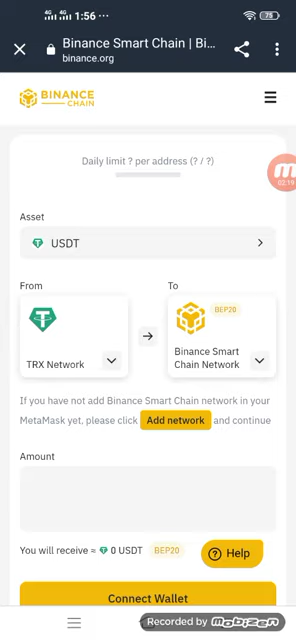 4G 4G 1:56 ••• 75
Binance Smart Chain | Bi...
binance.org
BINANCE
CHAIN
Daily limit ? per address (? / ?)
02:19
Asset
USDT
From To
BEP20
TRX Network
Binance Smart
Chain Network
If you have not add Binance Smart Chain network in your
MetaMask yet, please click Add network and continue
Amount
You will receive ≈ 0 USDT BEP20
? Help
Connect Wallet
Recorded by mobizen